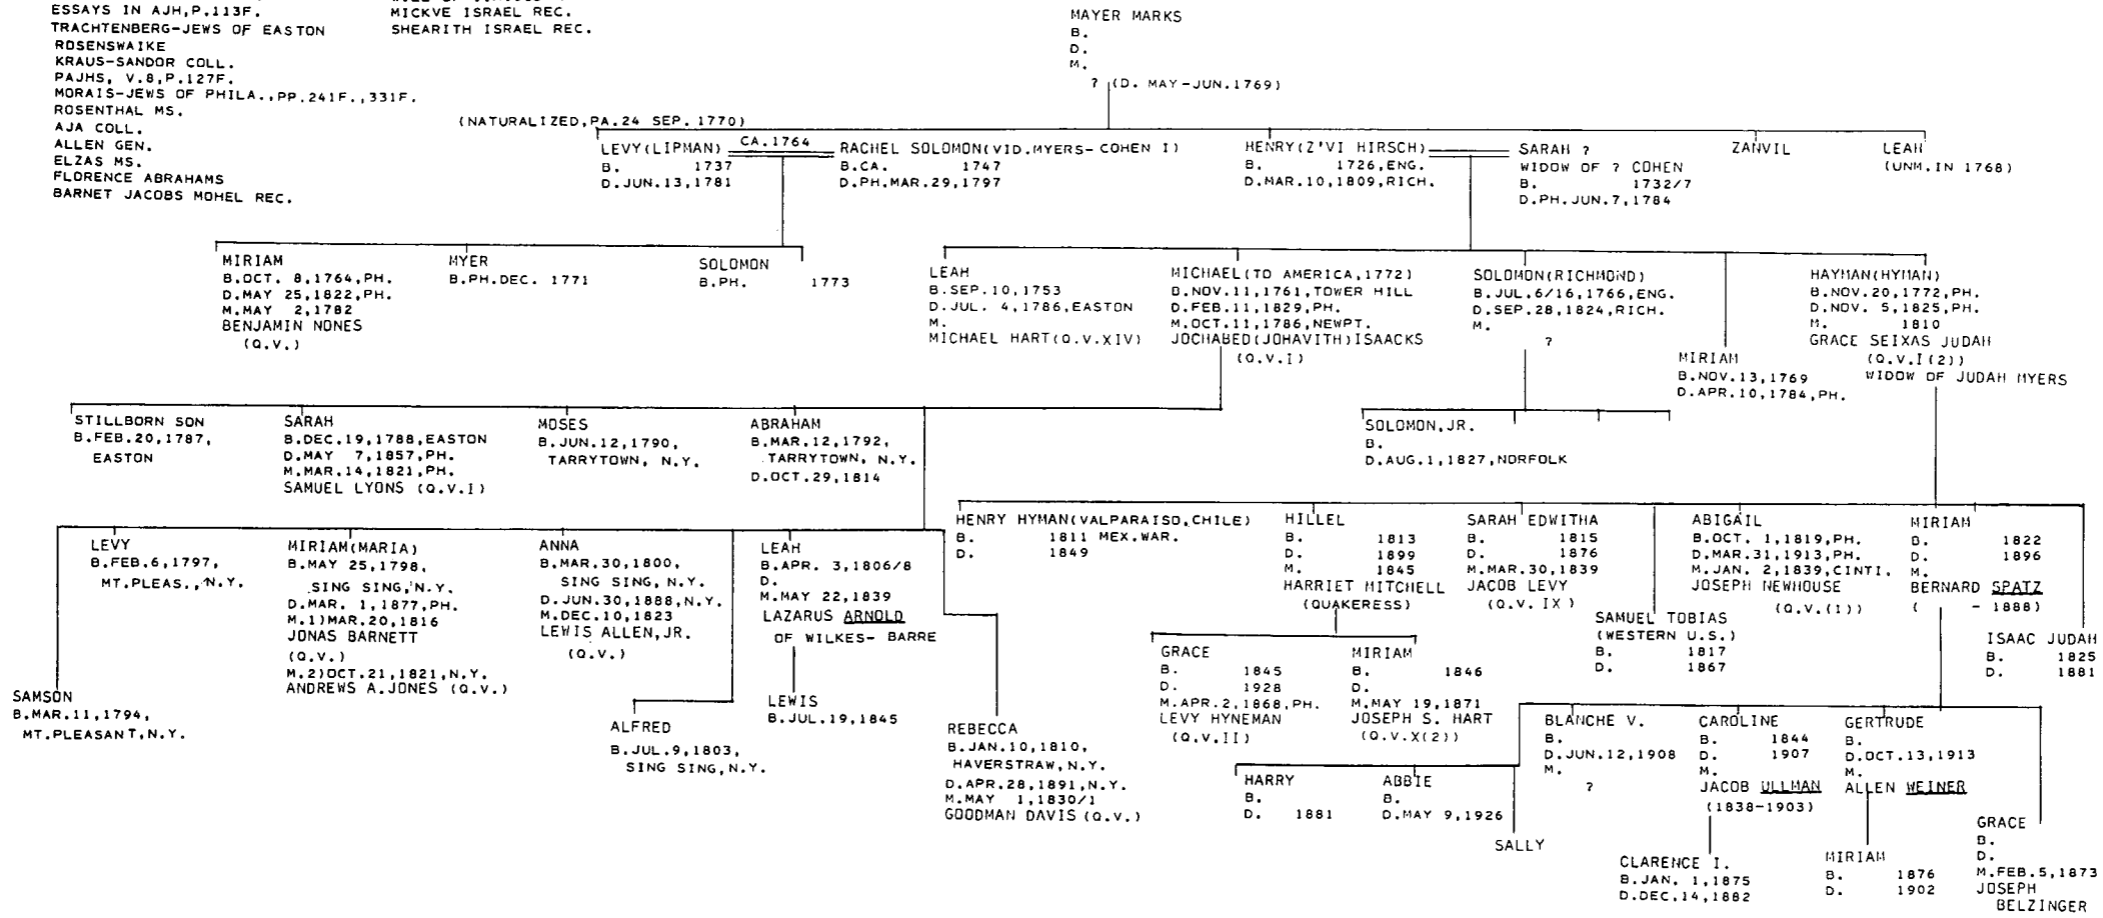 ESSAYS IN AJH,P.113F.
TRACHTENBERG-JEWS OF EASTON
ROSENSWAIKE
KRAUS-SANDOR COLL.
PAJHS, V.8,P.127F.
MORAIS-JEWS OF PHILA.,PP.241F.,331F.
ROSENTHAL MS.
AJA COLL.
ALLEN GEN.
ELZAS MS.
FLORENCE ABRAHAMS
BARNET JACOBS MOHEL REC.
MICKVE ISRAEL REC.
SHEARITH ISRAEL REC.
MAYER MARKS
B.
D.
M.
? (D. MAY-JUN.1769)
(NATURALIZED,PA.24 SEP. 1770)
LEVY(LIPMAN)
B. 1737
D.JUN.13,1781
CA.1764
RACHEL SOLOMON(VID.MYERS-COHEN I)
B.CA. 1747
D.PH.MAR.29,1797
HENRY(Z'VI HIRSCH)
B. 1726,ENG.
D.MAR.10,1809,RICH.
SARAH ?
WIDOW OF ? COHEN
B. 1732/7
D.PH.JUN.7,1784
ZANVIL
LEAH
(UNM.IN 1768)
MIRIAM
B.OCT. 8,1764,PH.
D.MAY 25,1822,PH.
M.MAY 2,1782
BENJAMIN NONES
(Q.V.)
MYER
B.PH.DEC. 1771
SOLOMON
B.PH. 1773
LEAH
B.SEP.10,1753
D.JUL. 4,1786,EASTON
M.
MICHAEL HART(Q.V.XIV)
MICHAEL(TO AMERICA,1772)
B.NOV.11,1761,TOWER HILL
D.FEB.11,1829,PH.
M.OCT.11,1786,NEWPT.
JOCHABED(JOHAVITH)ISAACKS
(Q.V.I)
SOLOMON(RICHMOND)
B.JUL.6/16,1766,ENG.
D.SEP.28,1824,RICH.
M.
?
MIRIAM
B.NOV.13,1769
D.APR.10,1784,PH.
HAYMAN(HYMAN)
B.NOV.20,1772,PH.
D.NOV. 5,1825,PH.
M. 1810
GRACE SEIXAS JUDAH
(Q.V.I(2))
WIDOW OF JUDAH MYERS
STILLBORN SON
B.FEB.20,1787,
EASTON
SARAH
B.DEC.19,1788,EASTON
D.MAY 7,1857,PH.
M.MAR.14,1821,PH.
SAMUEL LYONS (Q.V.I)
MOSES
B.JUN.12,1790,
TARRYTOWN, N.Y.
ABRAHAM
B.MAR.12,1792,
TARRYTOWN, N.Y.
D.OCT.29,1814
SOLOMON,JR.
B.
D.AUG.1,1827,NORFOLK
SAMSON
B.MAR.11,1794,
MT.PLEASANT,N.Y.
LEVY
B.FEB.6,1797,
MT.PLEAS.,N.Y.
MIRIAM(MARIA)
B.MAY 25,1798,
SING SING,N.Y.
D.MAR. 1,1877,PH.
M.1)MAR.20,1816
JONAS BARNETT
(Q.V.)
M.2)OCT.21,1821,N.Y.
ANDREWS A.JONES (Q.V.)
ANNA
B.MAR.30,1800,
SING SING, N.Y.
D.JUN.30,1888,N.Y.
M.DEC.10,1823
LEWIS ALLEN,JR.
(Q.V.)
ALFRED
B.JUL.9,1803,
SING SING,N.Y.
LEAH
B.APR. 3,1806/8
D.
M.MAY 22,1839
LAZARUS ARNOLD
OF WILKES- BARRE
LEWIS
B.JUL.19,1845
REBECCA
B.JAN.10,1810,
HAVERSTRAW,N.Y.
D.APR.28,1891,N.Y.
M.MAY 1,1830/1
GOODMAN DAVIS (Q.V.)
HENRY HYMAN(VALPARAISO,CHILE)
B. 1811 MEX.WAR.
D. 1849
HILLEL
B. 1813
D. 1899
M. 1845
HARRIET MITCHELL
(QUAKERESS)
SARAH EDWITHA
B. 1815
D. 1876
M.MAR.30,1839
JACOB LEVY
(Q.V. IX)
SAMUEL TOBIAS
(WESTERN U.S.)
B. 1817
D. 1867
ABIGAIL
B.OCT. 1,1819,PH.
D.MAR.31,1913,PH.
M.JAN. 2,1839,CINTI.
JOSEPH NEWHOUSE
(Q.V.(1))
MIRIAM
B. 1822
D. 1896
M.
BERNARD SPATZ
( - 1888)
ISAAC JUDAH
B. 1825
D. 1881
GRACE
B. 1845
D. 1928
M.APR.2,1868,PH.
LEVY HYNEMAN
(Q.V.II)
MIRIAM
B. 1846
D.
M.MAY 19,1871
JOSEPH S. HART
(Q.V.X(2))
HARRY
B.
D. 1881
ABBIE
B.
D.MAY 9,1926
SALLY
BLANCHE V.
B.
D.JUN.12,1908
M.
?
CAROLINE
B. 1844
D. 1907
M.
JACOB ULLMAN
(1838-1903)
GERTRUDE
B.
D.OCT.13,1913
M.
ALLEN WEINER
GRACE
B.
D.
M.FEB.5,1873
JOSEPH
BELZINGER
CLARENCE I.
B.JAN. 1,1875
D.DEC.14,1882
MIRIAM
B. 1876
D. 1902